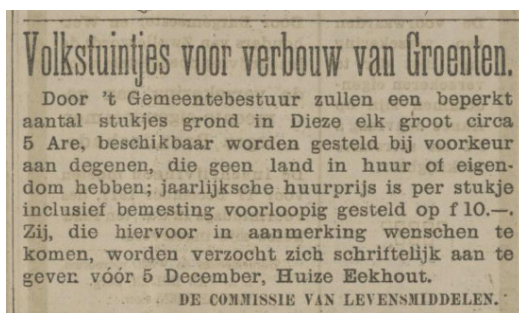 Volkstuintjes voor verbouw van Groenten.
Door 't Gemeentebestuur zullen een beperkt
aantal stukjes grond in Dieze elk groot circa
5 Are, beschikbaar worden gesteld bij voorkeur
aan degenen, die geen land in huur of eigen-
dom hebben; jaarlijksche huurprijs is per stukje
inclusief bemesting voorloopig gesteld op f 10.—.
Zij, die hiervoor in aanmerking wenschen te
komen, worden verzocht zich schriftelijk aan te
geven vóór 5 December, Huize Eekhout.
DE COMMISSIE VAN LEVENSMIDDELEN.